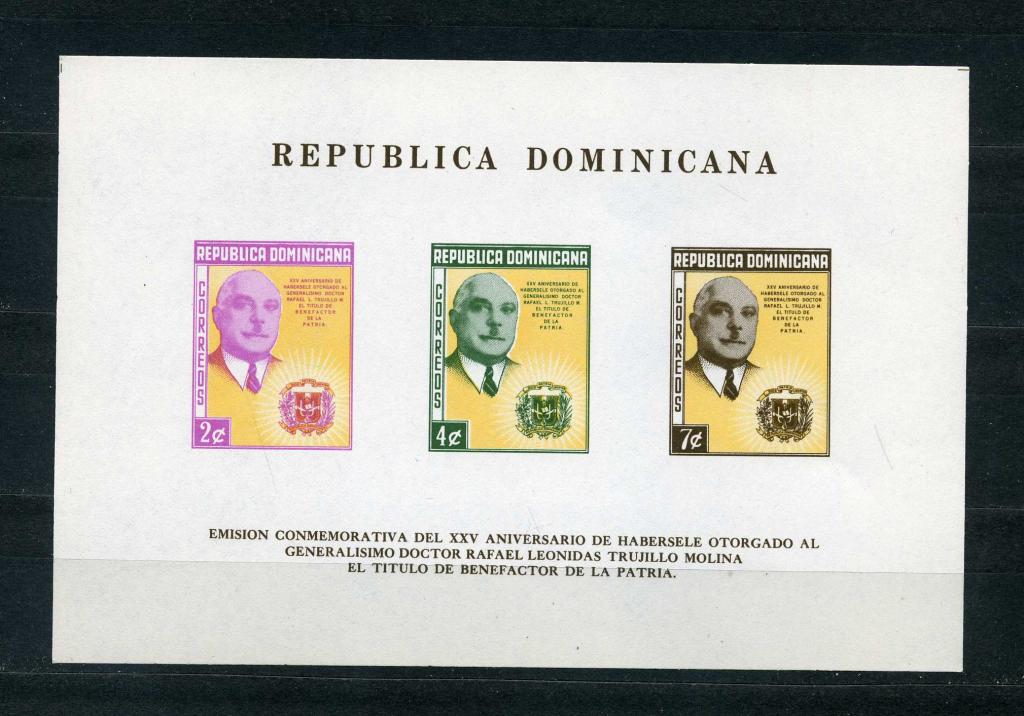 REPUBLICA DOMINICANA
REPUBLICA DOMINICANA
CORREOS
XXV ANIVERSARIO DE
HABERSELE OTORGADO AL
GENERALISIMO DOCTOR
RAFAEL L. TRUJILLO M.
EL TITULO DE
BENEFACTOR
DE LA
PATRIA.
2¢
REPUBLICA DOMINICANA
CORREOS
XXV ANIVERSARIO DE
HABERSELE OTORGADO AL
GENERALISIMO DOCTOR
RAFAEL L. TRUJILLO M.
EL TITULO DE
BENEFACTOR
DE LA
PATRIA.
4¢
REPUBLICA DOMINICANA
CORREOS
XXV ANIVERSARIO DE
HABERSELE OTORGADO AL
GENERALISIMO DOCTOR
RAFAEL L. TRUJILLO M.
EL TITULO DE
BENEFACTOR
DE LA
PATRIA.
7¢
EMISION CONMEMORATIVA DEL XXV ANIVERSARIO DE HABERSELE OTORGADO AL
GENERALISIMO DOCTOR RAFAEL LEONIDAS TRUJILLO MOLINA
EL TITULO DE BENEFACTOR DE LA PATRIA.